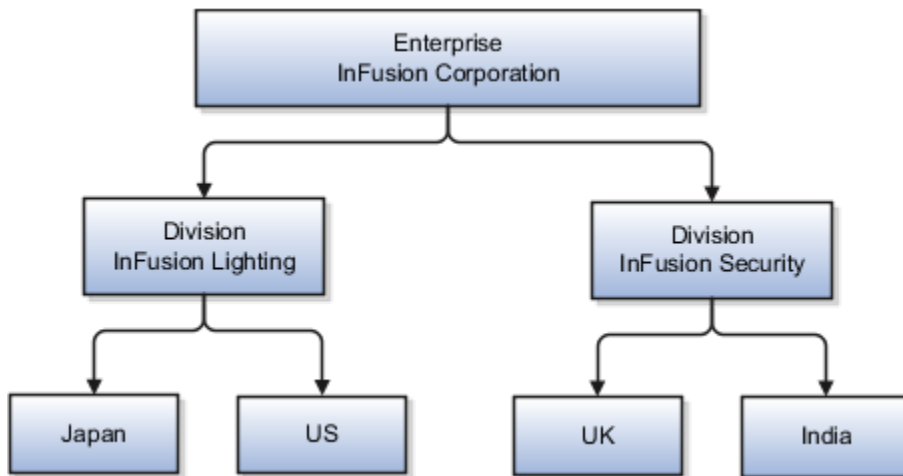 Enterprise
InFusion Corporation
Division
InFusion Lighting
Division
InFusion Security
Japan
US
UK
India